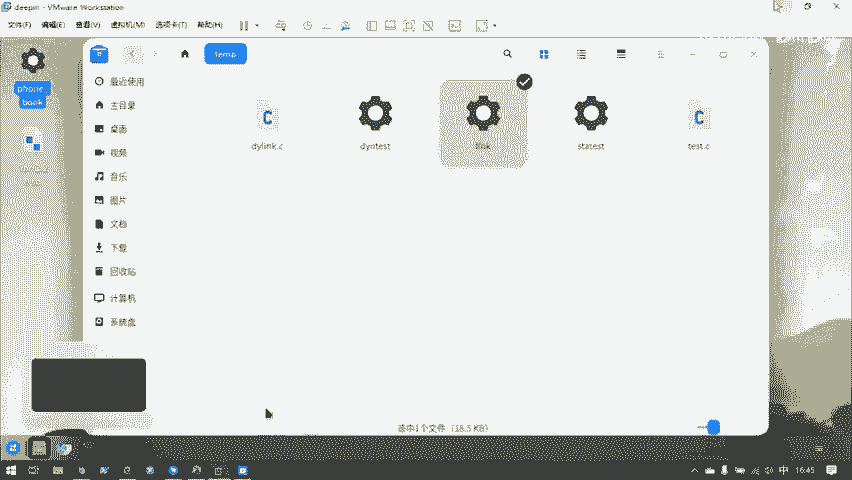 deepin - VMware Workstation
文件(F) 编辑(E) 查看(V) 虚拟机(M) 选项卡(T) 帮助(H)
temp
phone_
book
最近使用
主目录
桌面
视频
音乐
图片
文档
下载
回收站
计算机
系统盘
dylink.c dyntest link statest test.c
选中1个文件 (18.5 KB)
中 16:45